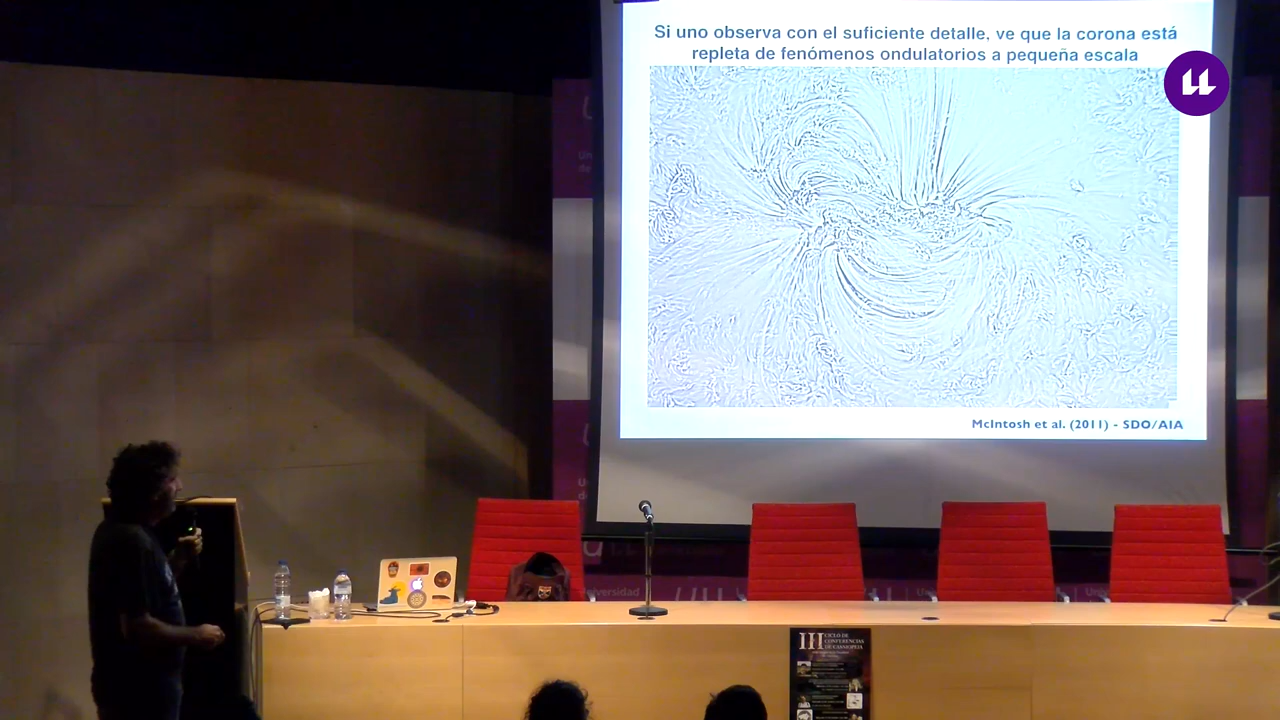 Si uno observa con el suficiente detalle, ve que la corona está
repleta de fenómenos ondulatorios a pequeña escala
McIntosh et al. (2011) - SDO/AIA
Universidad
III CICLO DE
CONFERENCIAS
DE CASSIOPEIA